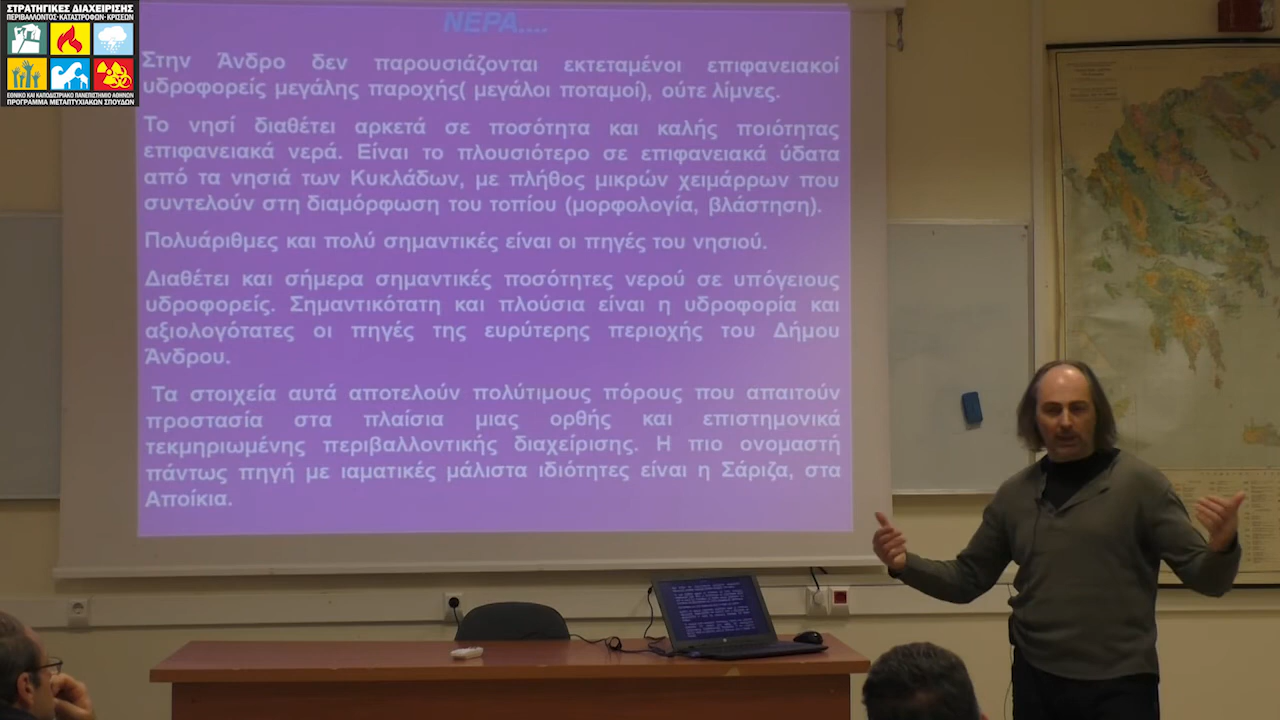 ΣΤΡΑΤΗΓΙΚΕΣ ΔΙΑΧΕΙΡΙΣΗΣ
ΠΕΡΙΒΑΛΛΟΝΤΟΣ·ΚΑΤΑΣΤΡΟΦΩΝ·ΚΡΙΣΕΩΝ
ΕΘΝΙΚΟ ΚΑΙ ΚΑΠΟΔΙΣΤΡΙΑΚΟ ΠΑΝΕΠΙΣΤΗΜΙΟ ΑΘΗΝΩΝ
ΠΡΟΓΡΑΜΜΑ ΜΕΤΑΠΤΥΧΙΑΚΩΝ ΣΠΟΥΔΩΝ
ΝΕΡΑ....
Στην Άνδρο δεν παρουσιάζονται εκτεταμένοι επιφανειακοί
υδροφορείς μεγάλης παροχής( μεγάλοι ποταμοί), ούτε λίμνες.
Το νησί διαθέτει αρκετά σε ποσότητα και καλής ποιότητας
επιφανειακά νερά. Είναι το πλουσιότερο σε επιφανειακά ύδατα
από τα νησιά των Κυκλάδων, με πλήθος μικρών χειμάρρων που
συντελούν στη διαμόρφωση του τοπίου (μορφολογία, βλάστηση).
Πολυάριθμες και πολύ σημαντικές είναι οι πηγές του νησιού.
Διαθέτει και σήμερα σημαντικές ποσότητες νερού σε υπόγειους
υδροφορείς. Σημαντικότατη και πλούσια είναι η υδροφορία και
αξιολογότατες οι πηγές της ευρύτερης περιοχής του Δήμου
Άνδρου.
Τα στοιχεία αυτά αποτελούν πολύτιμους πόρους που απαιτούν
προστασία στα πλαίσια μιας ορθής και επιστημονικά
τεκμηριωμένης περιβαλλοντικής διαχείρισης. Η πιο ονομαστή
πάντως πηγή με ιαματικές μάλιστα ιδιότητες είναι η Σάριζα, στα
Αποίκια.